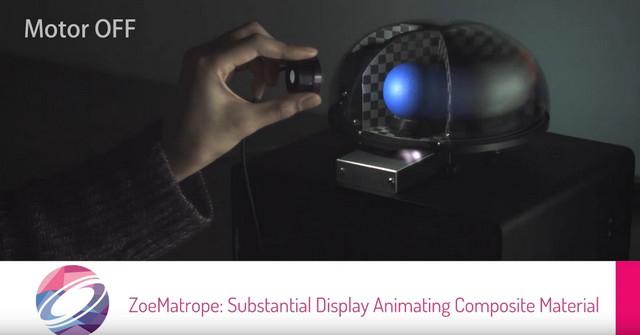 Motor OFF
ZoeMatrope: Substantial Display Animating Composite Material